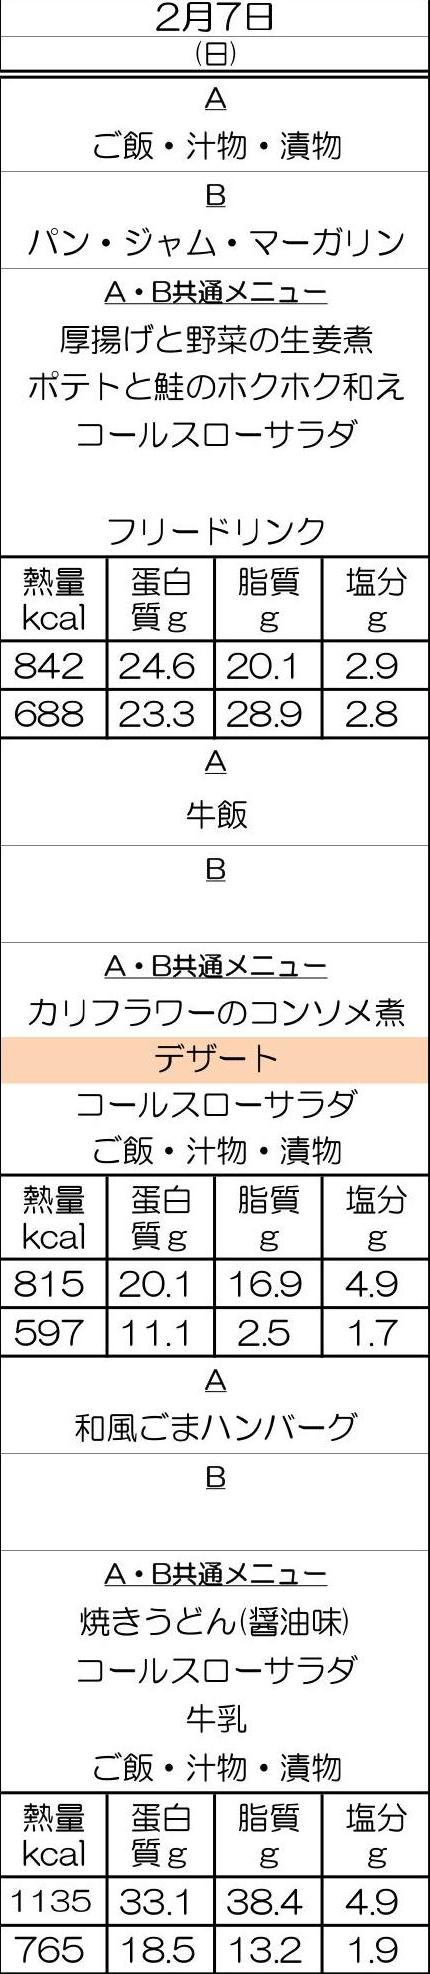 2月7日
(日)
A
ご飯・汁物・漬物
B
パン・ジャム・マーガリン
A・B共通メニュー
厚揚げと野菜の生姜煮
ポテトと鮭のホクホク和え
コールスローサラダ
フリードリンク
熱量 蛋白 脂質 塩分
kcal 質g g g
842 24.6 20.1 2.9
688 23.3 28.9 2.8
A
牛飯
B
A・B共通メニュー
カリフラワーのコンソメ煮
デザート
コールスローサラダ
ご飯・汁物・漬物
熱量 蛋白 脂質 塩分
kcal 質g g g
815 20.1 16.9 4.9
597 11.1 2.5 1.7
A
和風ごまハンバーグ
B
A・B共通メニュー
焼きうどん(醤油味)
コールスローサラダ
牛乳
ご飯・汁物・漬物
熱量 蛋白 脂質 塩分
kcal 質g g g
1135 33.1 38.4 4.9
765 18.5 13.2 1.9